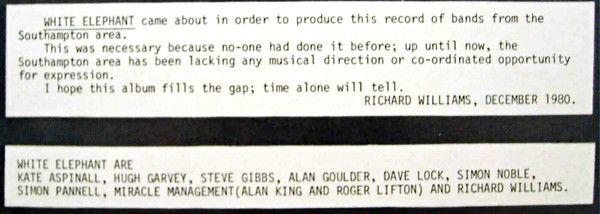 WHITE ELEPHANT came about in order to produce this record of bands from the
Southampton area.
This was necessary because no-one had done it before; up until now, the
Southampton area has been lacking any musical direction or co-ordinated opportunity
for expression.
I hope this album fills the gap; time alone will tell.
RICHARD WILLIAMS, DECEMBER 1980.
WHITE ELEPHANT ARE
KATE ASPINALL, HUGH GARVEY, STEVE GIBBS, ALAN GOULDER, DAVE LOCK, SIMON NOBLE,
SIMON PANNELL, MIRACLE MANAGEMENT(ALAN KING AND ROGER LIFTON) AND RICHARD WILLIAMS.